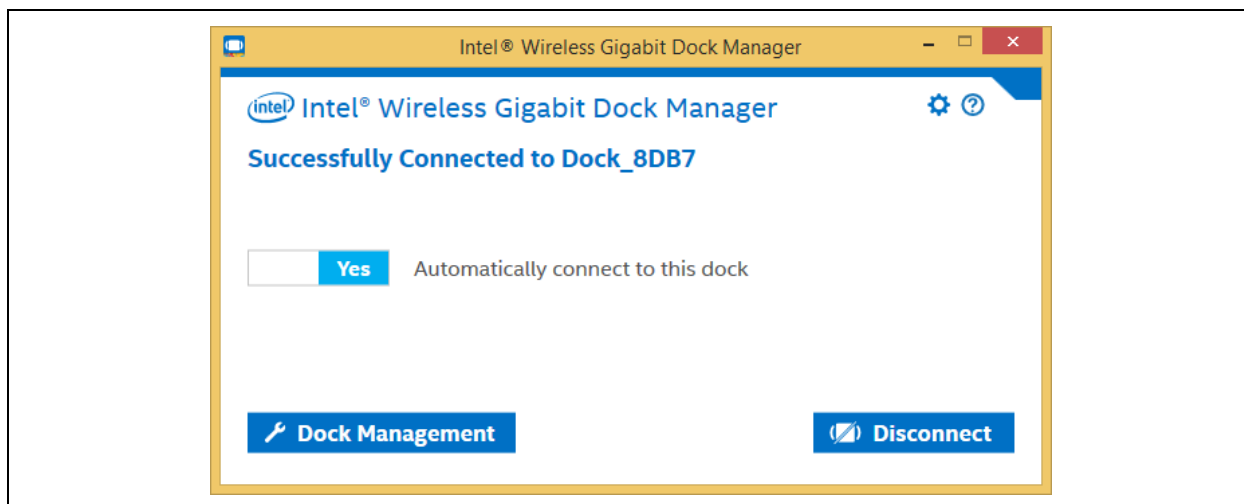 Intel® Wireless Gigabit Dock Manager
intel Intel® Wireless Gigabit Dock Manager
Successfully Connected to Dock_8DB7
Yes Automatically connect to this dock
Dock Management Disconnect